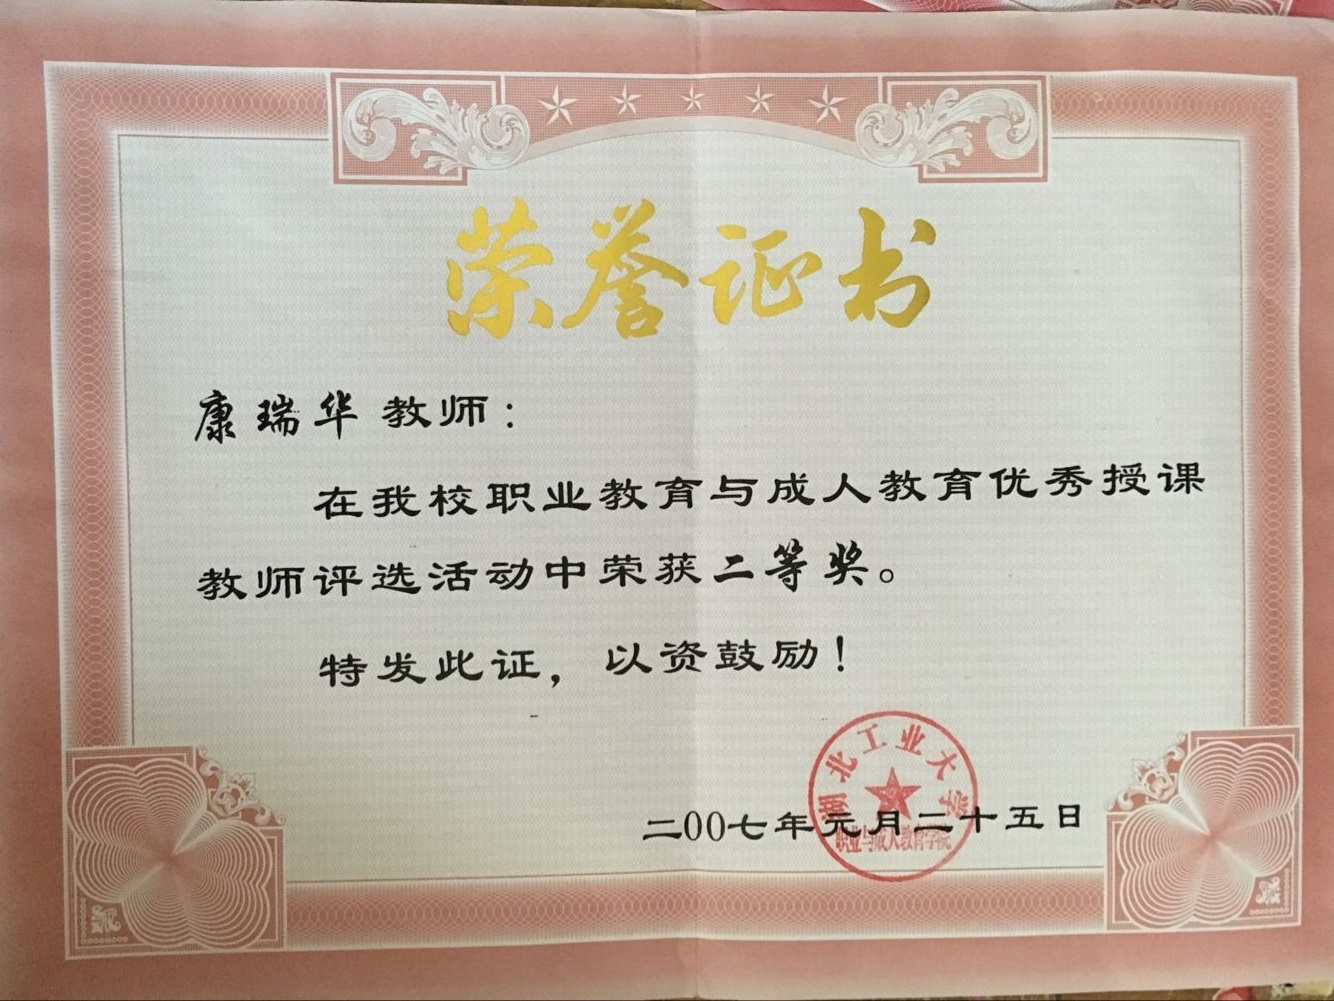 荣誉证书
康瑞华教师：
在我校职业教育与成人教育优秀授课
教师评选活动中荣获二等奖。
特发此证，以资鼓励！
湖北工业大学
职业与成人教育学院
二00七年元月二十五日